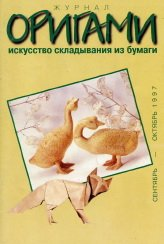 ЖУРНАЛ
ОРИГАМИ
ИСКУССТВО СКЛАДЫВАНИЯ ИЗ БУМАГИ
СЕНТЯБРЬ – ОКТЯБРЬ 1997